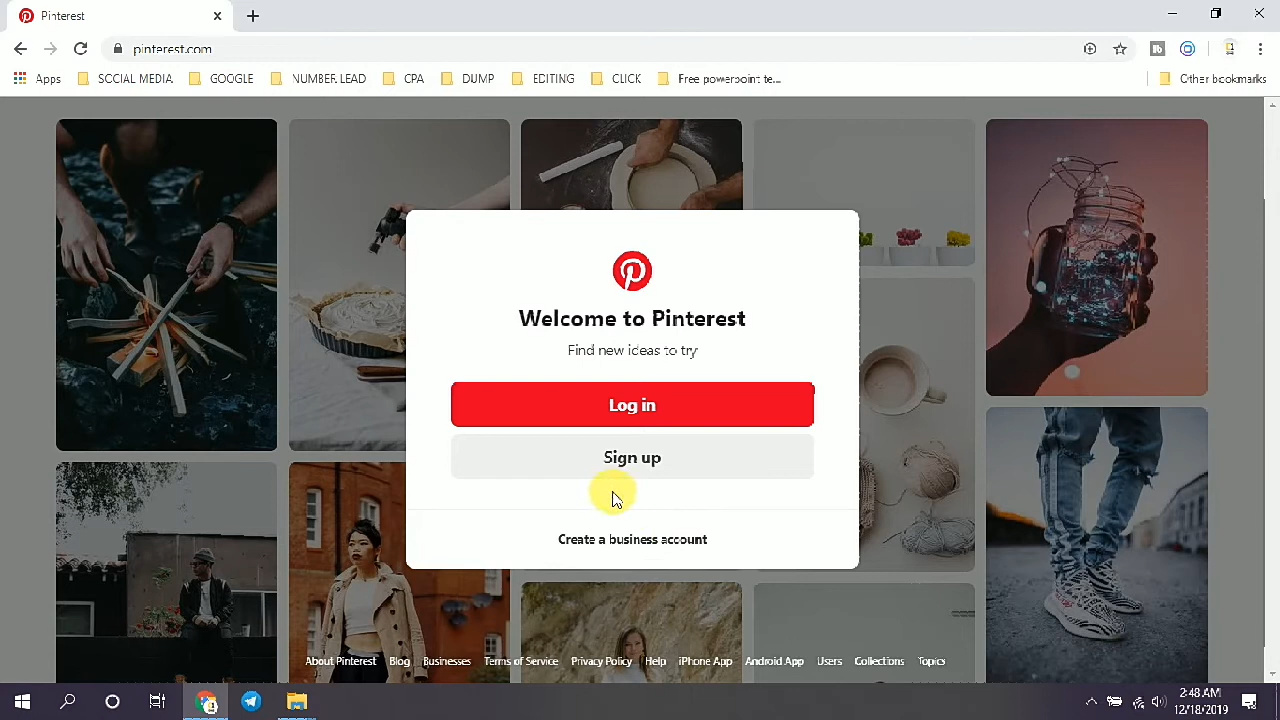 Pinterest
pinterest.com
Apps SOCIAL MEDIA GOOGLE NUMBER LEAD CPA DUMP EDITING CLICK Free powerpoint te... Other bookmarks
Welcome to Pinterest
Find new ideas to try
Log in
Sign up
Create a business account
About Pinterest Blog Businesses Terms of Service Privacy Policy Help iPhone App Android App Users Collections Topics
2:48 AM
12/18/2019